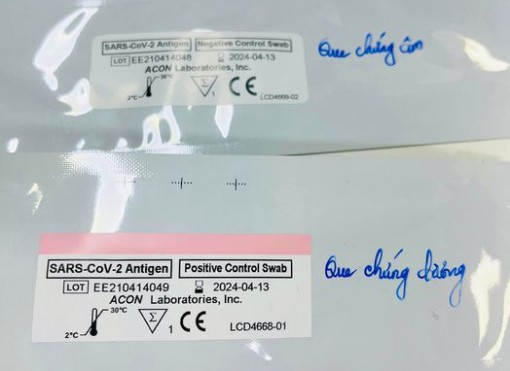 SARS-CoV-2 Antigen Negative Control Swab
LOT EE210414048 2024-04-13
ACON Laboratories, Inc.
2°C 30°C Σ 1 CE LCD4669-02
Que chứng âm
SARS-CoV-2 Antigen Positive Control Swab
LOT EE210414049 2024-04-13
ACON Laboratories, Inc.
2°C 30°C Σ 1 CE LCD4668-01
Que chứng dương